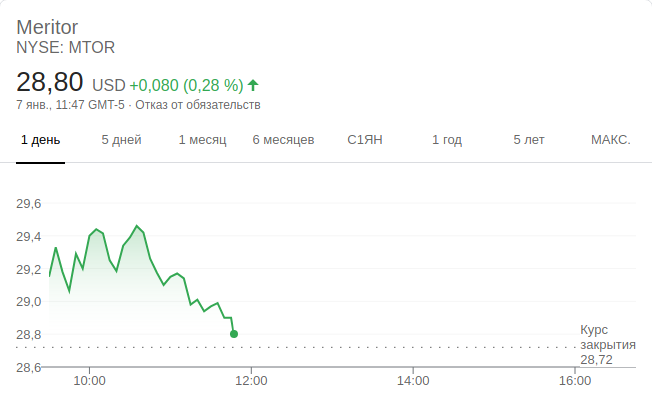 Meritor
NYSE: MTOR
28,80 USD +0,080 (0,28 %)
7 янв., 11:47 GMT-5 · Отказ от обязательств
1 день 5 дней 1 месяц 6 месяцев С1ЯН 1 год 5 лет МАКС.
29,6
29,4
29,2
29,0
28,8
Курс
закрытия
28,72
28,6
10:00 12:00 14:00 16:00